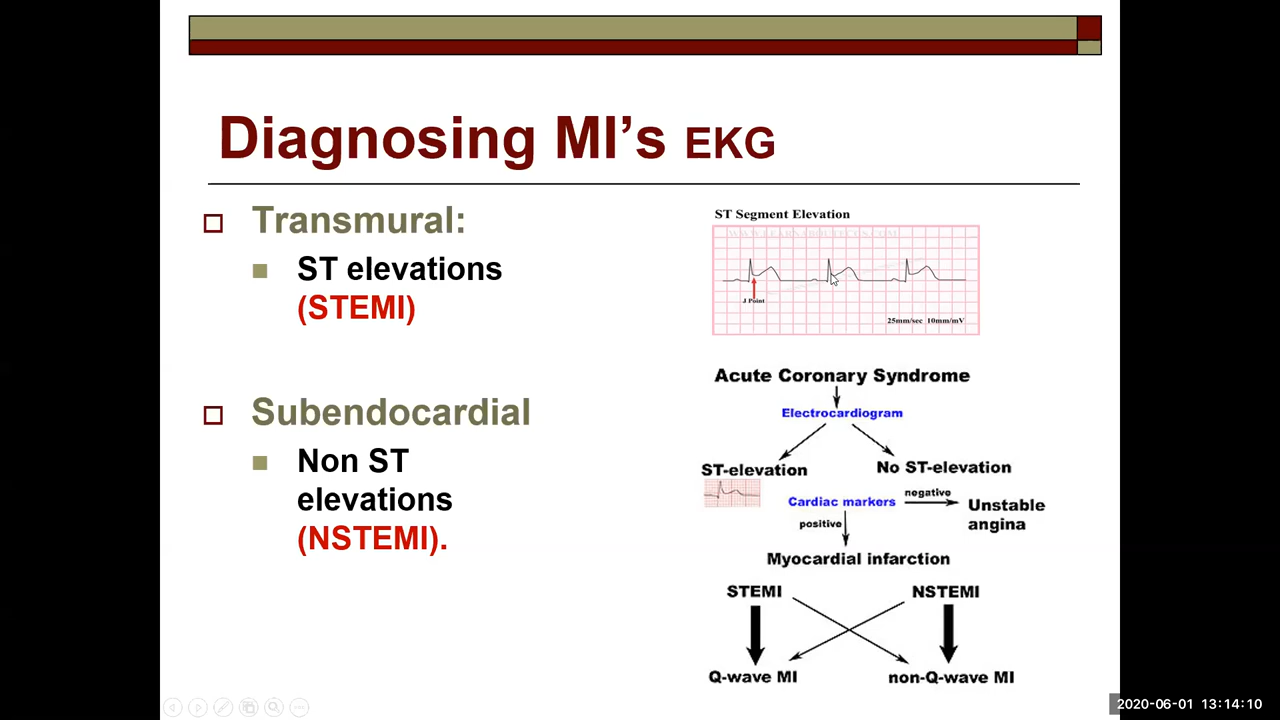 Diagnosing MI’s EKG
Transmural:
ST elevations
(STEMI)
Subendocardial
Non ST
elevations
(NSTEMI).
ST Segment Elevation
J Point
25mm/sec 10mm/mV
Acute Coronary Syndrome
Electrocardiogram
ST-elevation
No ST-elevation
Cardiac markers
negative
Unstable
angina
positive
Myocardial infarction
STEMI
NSTEMI
Q-wave MI
non-Q-wave MI
2020-06-01 13:14:10